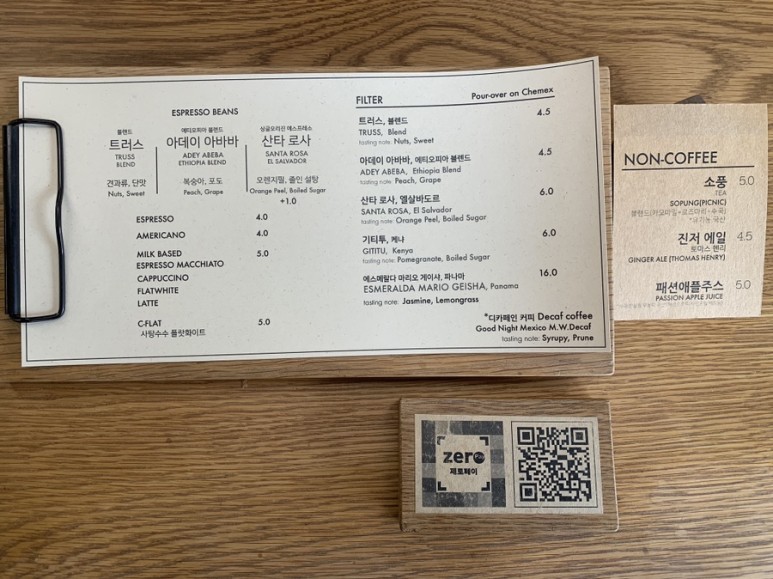 ESPRESSO BEANS
블렌드
트러스
TRUSS
BLEND
견과류, 단맛
Nuts, Sweet
에티오피아 블렌드
아데이 아바바
ADEY ABEBA
ETHIOPIA BLEND
복숭아, 포도
Peach, Grape
싱글오리진 에스프레소
산타 로사
SANTA ROSA
EL SALVADOR
오렌지필, 졸인 설탕
Orange Peel, Boiled Sugar
+1.0
ESPRESSO 4.0
AMERICANO 4.0
MILK BASED 5.0
ESPRESSO MACCHIATO
CAPPUCCINO
FLATWHITE
LATTE
C-FLAT 5.0
사탕수수 플랏화이트
FILTER Pour-over on Chemex
트러스, 블렌드 4.5
TRUSS, Blend
tasting note: Nuts, Sweet
아데이 아바바, 에티오피아 블렌드 4.5
ADEY ABEBA, Ethiopia Blend
tasting note: Peach, Grape
산타 로사, 엘살바도르 6.0
SANTA ROSA, El Salvador
tasting note: Orange Peel, Boiled Sugar
기티투, 케냐 6.0
GITITU, Kenya
tasting note: Pomegranate, Boiled Sugar
에스메랄다 마리오 게이샤, 파나마 16.0
ESMERALDA MARIO GEISHA, Panama
tasting note: Jasmine, Lemongrass
*디카페인 커피 Decaf coffee
Good Night Mexico M.W.Decaf
tasting note: Syrupy, Prune
NON-COFFEE
소풍 5.0
TEA
SOPUNG(PICNIC)
진저 에일 4.5
토마스 헨리
GINGER ALE (THOMAS HENRY)
패션애플주스 5.0
PASSION APPLE JUICE
zero
제로페이